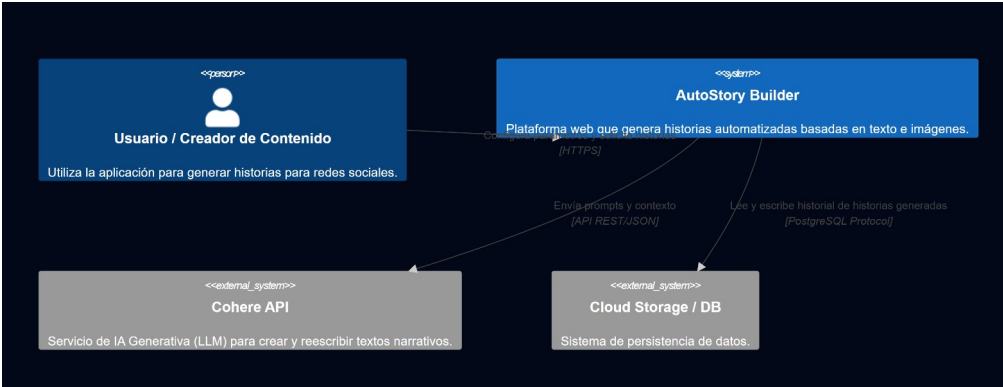 <<person>>
Usuario / Creador de Contenido
Utiliza la aplicación para generar historias para redes sociales.
<<system>>
AutoStory Builder
Plataforma web que genera historias automatizadas basadas en texto e imágenes.
[HTTPS]
Envía prompts y contexto
[API REST/JSON]
Lee y escribe historial de historias generadas
[PostgreSQL Protocol]
<<external_system>>
Cohere API
Servicio de IA Generativa (LLM) para crear y reescribir textos narrativos.
<<external_system>>
Cloud Storage / DB
Sistema de persistencia de datos.